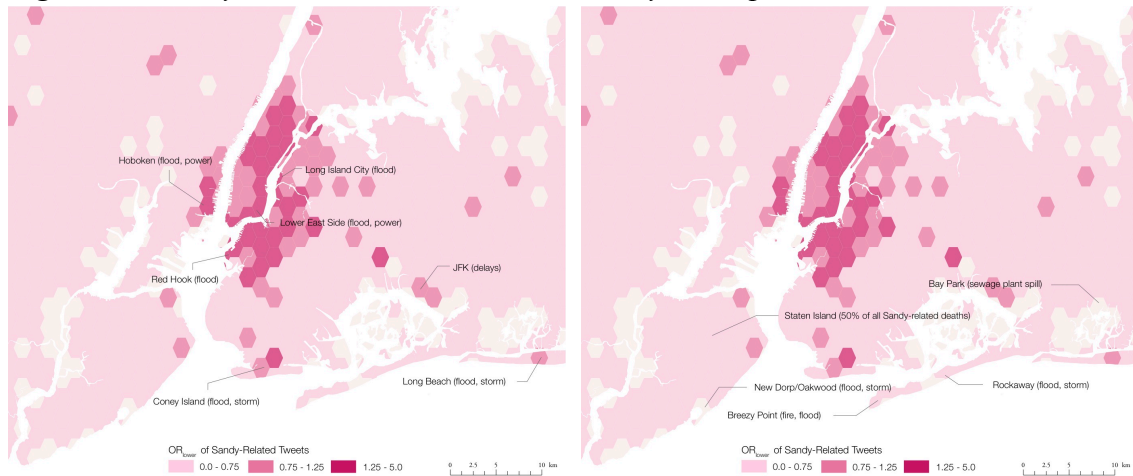 Hoboken (flood, power)
Long Island City (flood)
Lower East Side (flood, power)
Red Hook (flood)
JFK (delays)
Long Beach (flood, storm)
Coney Island (flood, storm)
OR lower of Sandy-Related Tweets
0.0 - 0.75 0.75 - 1.25 1.25 - 5.0
0 2.5 5 10 km
Bay Park (sewage plant spill)
Staten Island (50% of all Sandy-related deaths)
New Dorp/Oakwood (flood, storm)
Rockaway (flood, storm)
Breezy Point (fire, flood)
OR lower of Sandy-Related Tweets
0.0 - 0.75 0.75 - 1.25 1.25 - 5.0
0 2.5 5 10 km